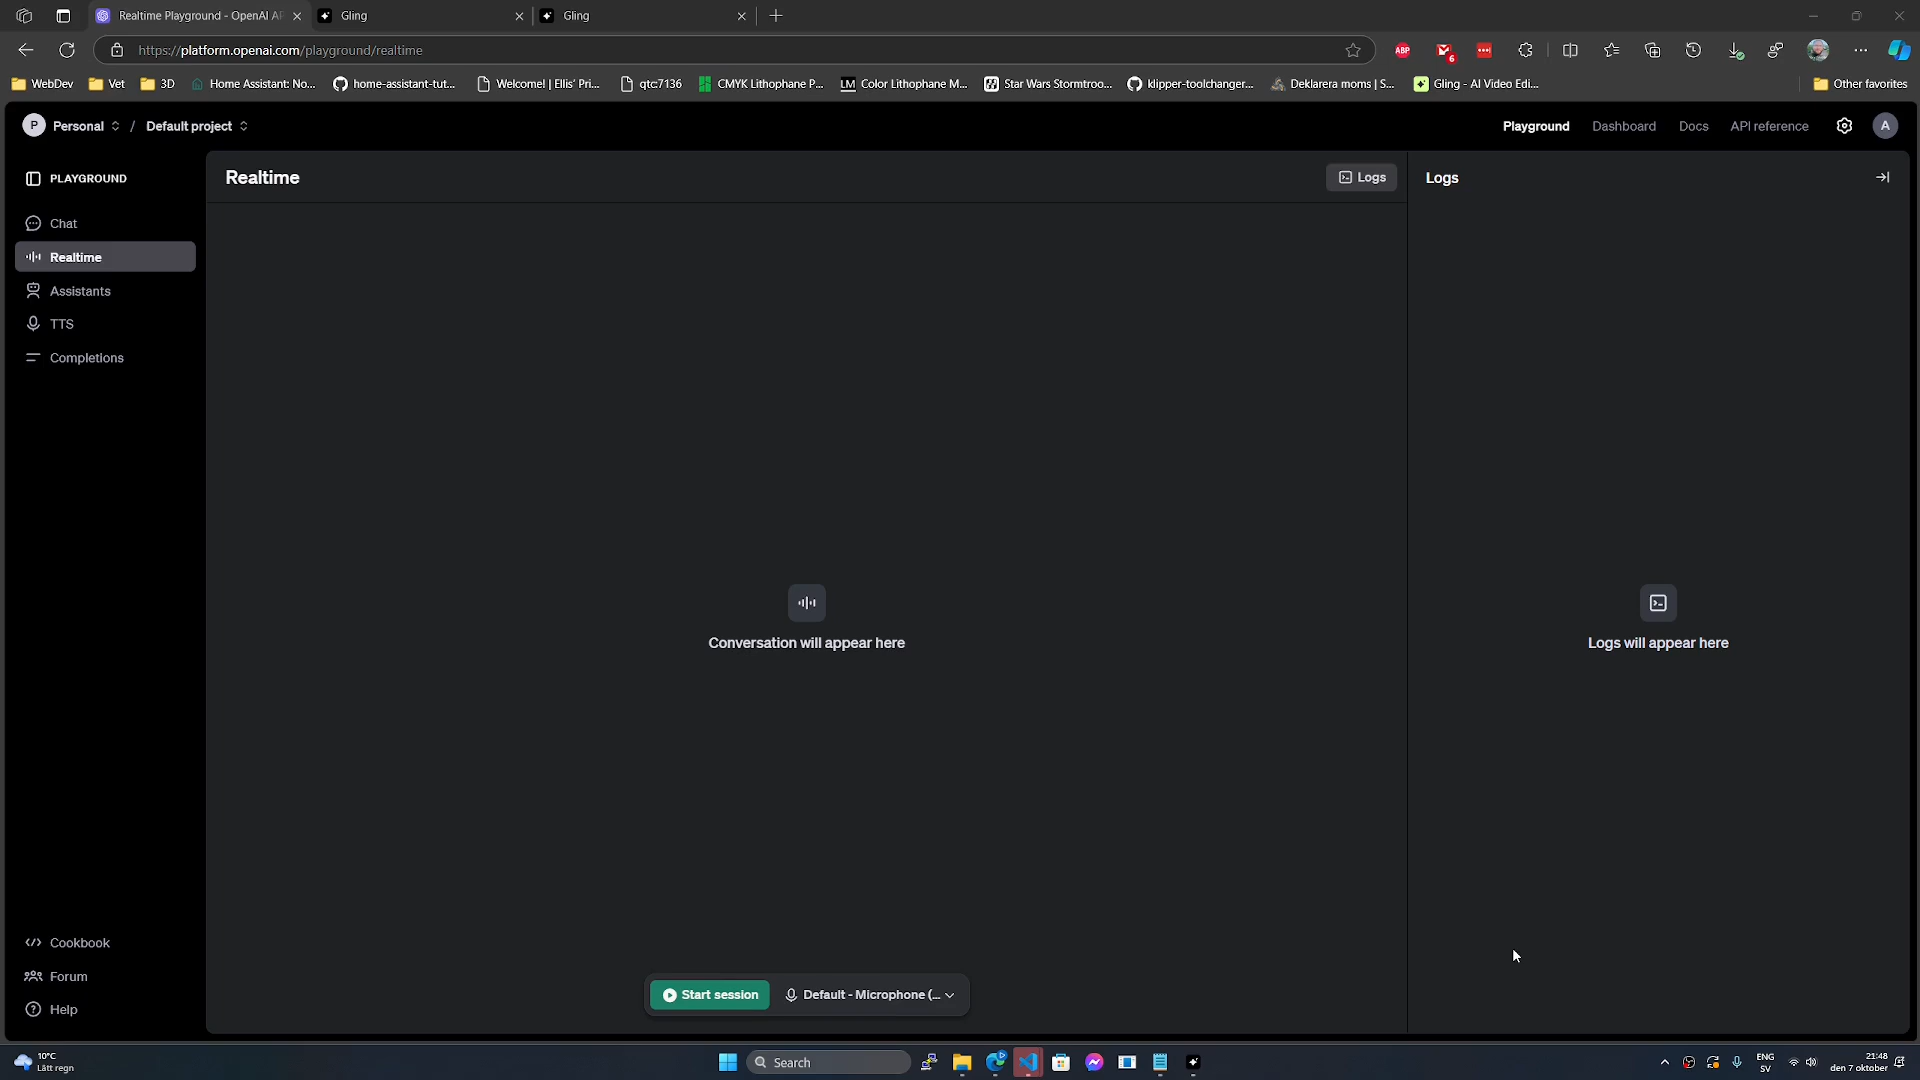 Realtime Playground - OpenAI AP
Gling
Gling
https://platform.openai.com/playground/realtime
ABP
6
WebDev
Vet
3D
Home Assistant: No...
home-assistant-tut...
Welcome! | Ellis' Pri...
qtc7136
CMYK Lithophane P...
LM Color Lithophane M...
Star Wars Stormtroo...
klipper-toolchanger...
Deklarera moms | S...
Gling - AI Video Edi...
Other favorites
P Personal / Default project
Playground
Dashboard
Docs
API reference
A
PLAYGROUND
Chat
Realtime
Assistants
TTS
Completions
Cookbook
Forum
Help
Realtime
Logs
Conversation will appear here
Start session
Default - Microphone (...
Logs
Logs will appear here
10°C
Lätt regn
Search
ENG
SV
21:48
den 7 oktober